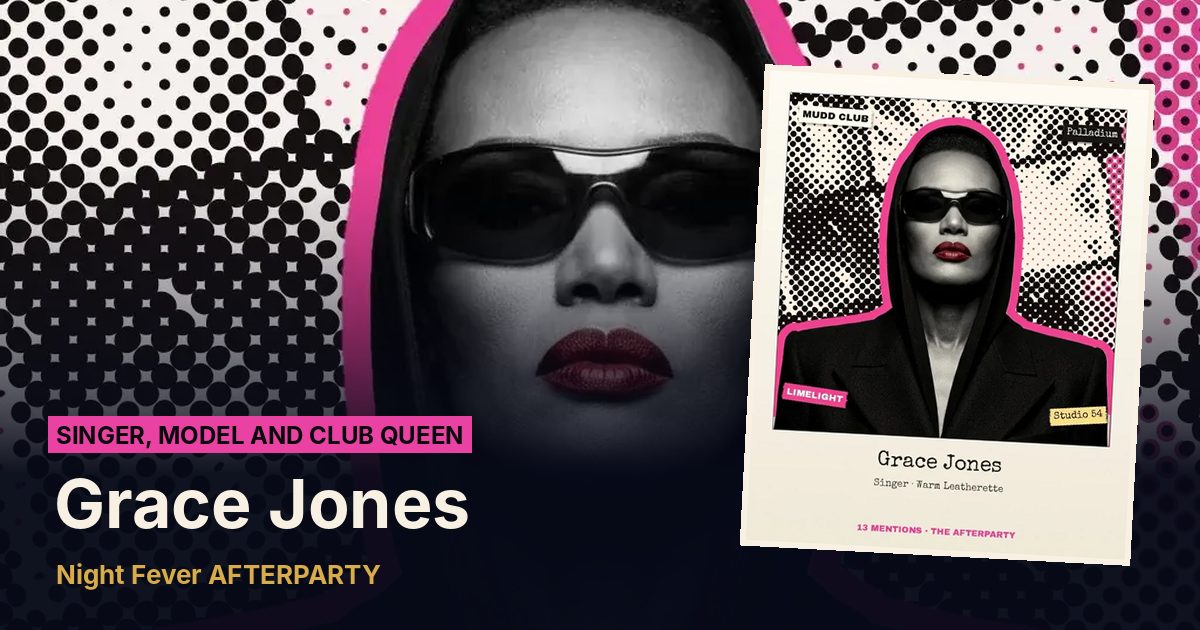 SINGER, MODEL AND CLUB QUEEN
Grace Jones
Night Fever AFTERPARTY
MUDD CLUB
Palladium
LIMELIGHT
Studio 54
Grace Jones
Singer · Warm Leatherette
13 MENTIONS · THE AFTERPARTY